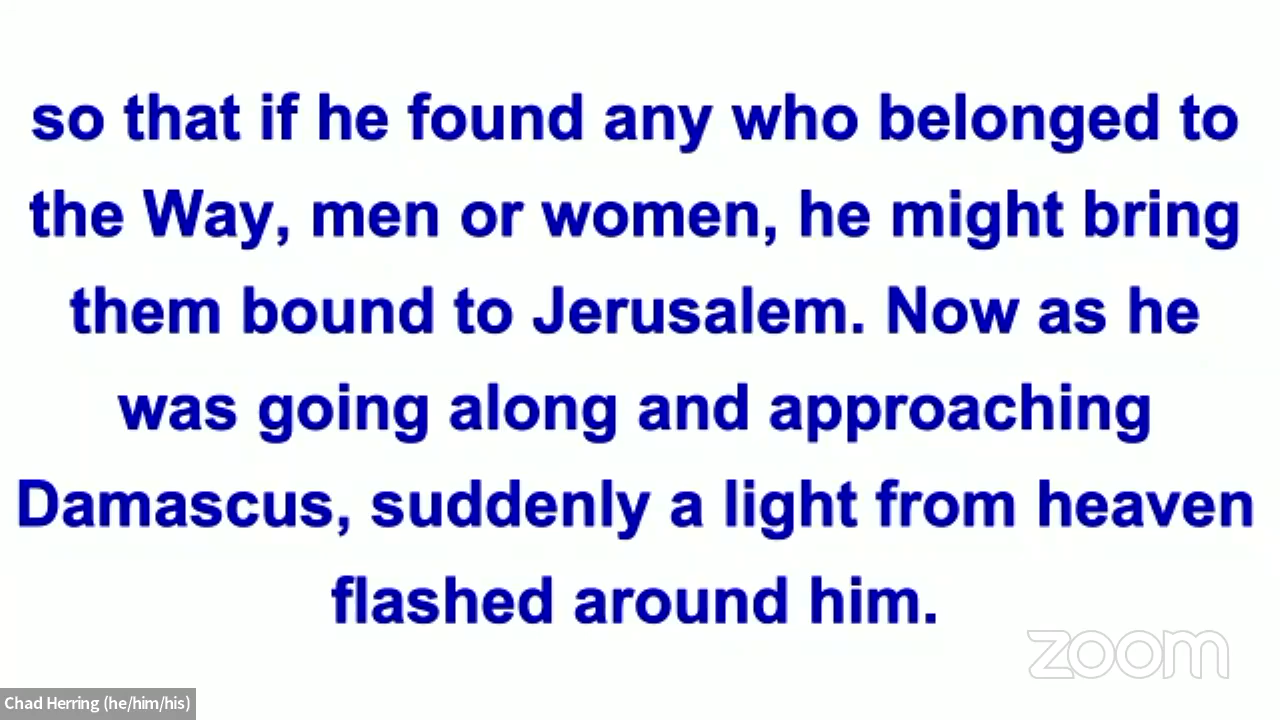 so that if he found any who belonged to
the Way, men or women, he might bring
them bound to Jerusalem. Now as he
was going along and approaching
Damascus, suddenly a light from heaven
flashed around him.
zoom
Chad Herring (he/him/his)